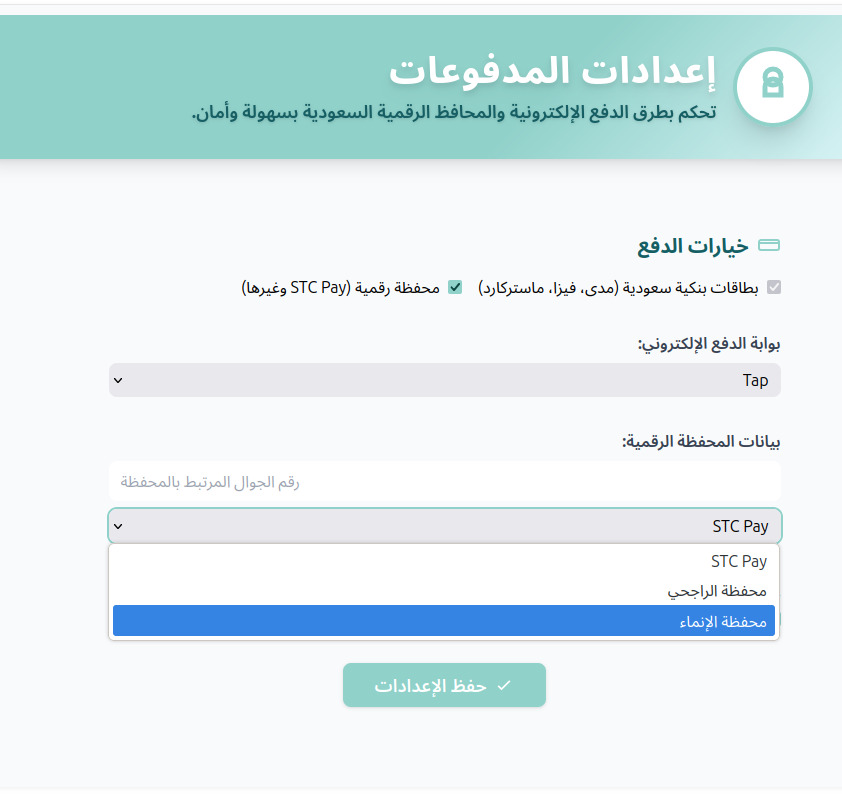 إعدادات المدفوعات
تحكم بطرق الدفع الإلكترونية والمحافظ الرقمية السعودية بسهولة وأمان.
خيارات الدفع
بطاقات بنكية سعودية (مدى، فيزا، ماستركارد) محفظة رقمية (STC Pay وغيرها)
بوابة الدفع الإلكتروني:
Tap
بيانات المحفظة الرقمية:
رقم الجوال المرتبط بالمحفظة
STC Pay
STC Pay
محفظة الراجحي
محفظة الإنماء
حفظ الإعدادات